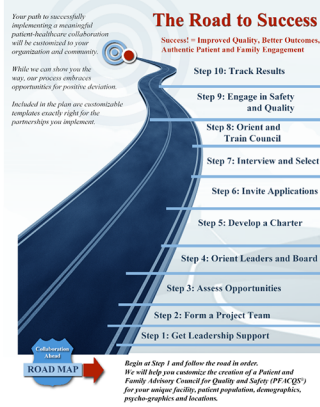 The Road to Success
Success! = Improved Quality, Better Outcomes,
Authentic Patient and Family Engagement
Your path to successfully
implementing a meaningful
patient-healthcare collaboration
will be customized to your
organization and community.
While we can show you the
way, our process embraces
opportunities for positive deviation.
Included in the plan are customizable
templates exactly right for the
partnerships you implement.
Step 10: Track Results
Step 9: Engage in Safety
and Quality
Step 8: Orient and
Train Council
Step 7: Interview and Select
Step 6: Invite Applications
Step 5: Develop a Charter
Step 4: Orient Leaders and Board
Step 3: Assess Opportunities
Step 2: Form a Project Team
Step 1: Get Leadership Support
Collaboration
Ahead
ROAD MAP
Begin at Step 1 and follow the road in order.
We will help you customize the creation of a Patient and
Family Advisory Council for Quality and Safety (PFACQS®)
for your unique facility, patient population, demographics,
psycho-graphics and locations.